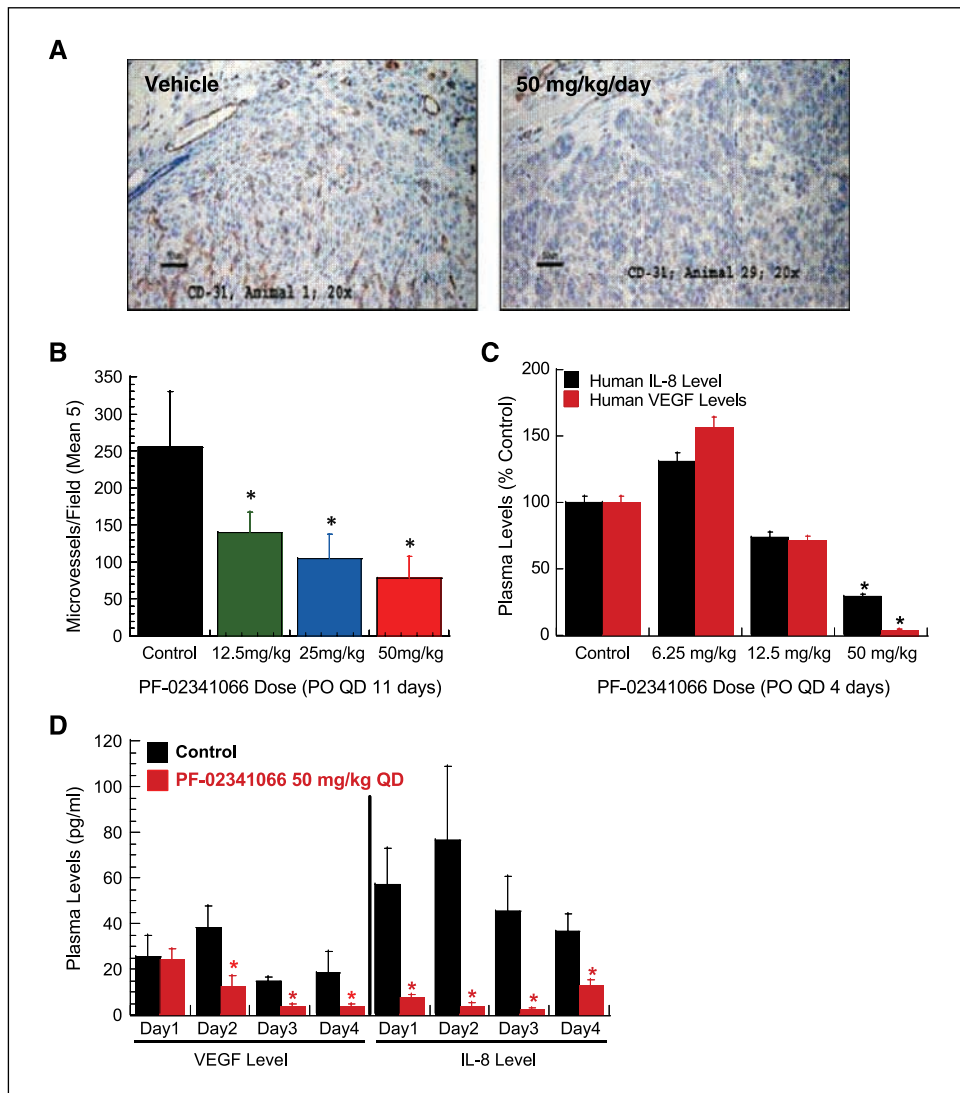 A
Vehicle
CD-31, Animal 1; 20x
50 mg/kg/day
CD-31; Animal 29; 20x
B
350
300
250
200
150
100
50
0
Microvessels/Field (Mean 5)
*
*
*
Control 12.5mg/kg 25mg/kg 50mg/kg
PF-02341066 Dose (PO QD 11 days)
C
200
150
100
50
0
Plasma Levels (% Control)
Human IL-8 Level
Human VEGF Levels
*
*
Control 6.25 mg/kg 12.5 mg/kg 50 mg/kg
PF-02341066 Dose (PO QD 4 days)
D
120
100
80
60
40
20
0
Plasma Levels (pg/ml)
Control
PF-02341066 50 mg/kg QD
*
*
*
*
*
*
*
Day1 Day2 Day3 Day4 Day1 Day2 Day3 Day4
VEGF Level IL-8 Level